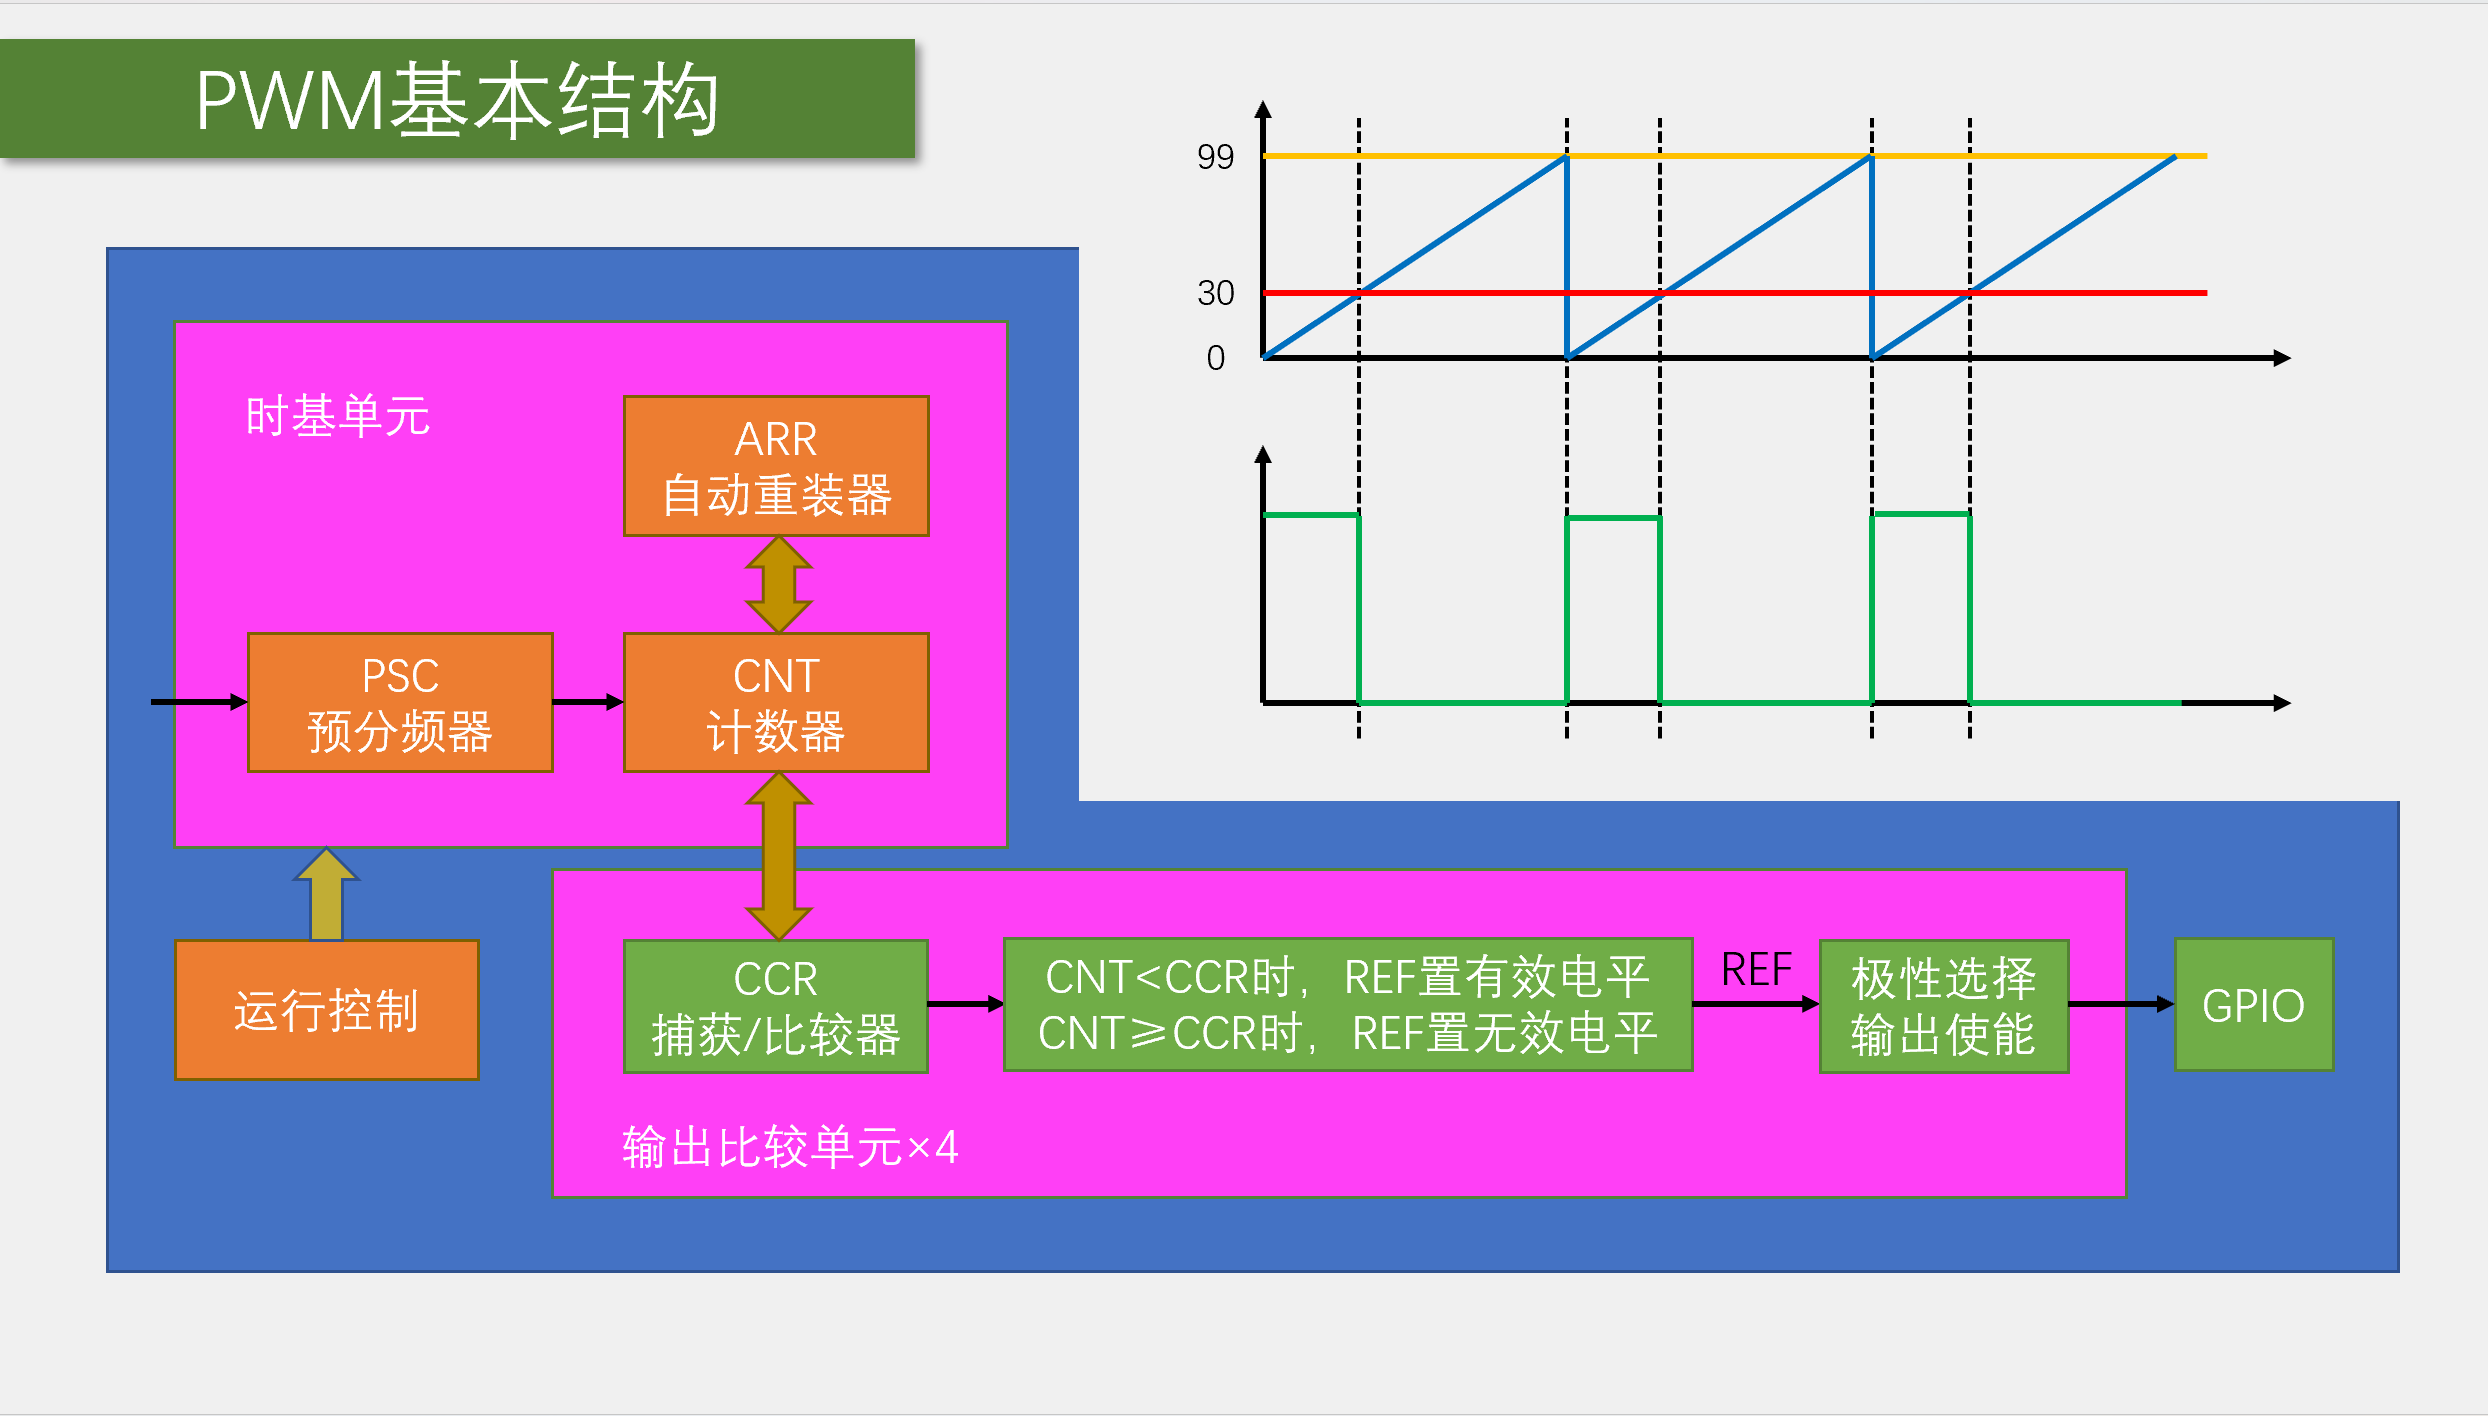 PWM基本结构
99
30
0
时基单元
ARR
自动重装器
PSC
预分频器
CNT
计数器
运行控制
CCR
捕获/比较器
CNT<CCR时，REF置有效电平
CNT≥CCR时，REF置无效电平
REF
极性选择
输出使能
GPIO
输出比较单元×4